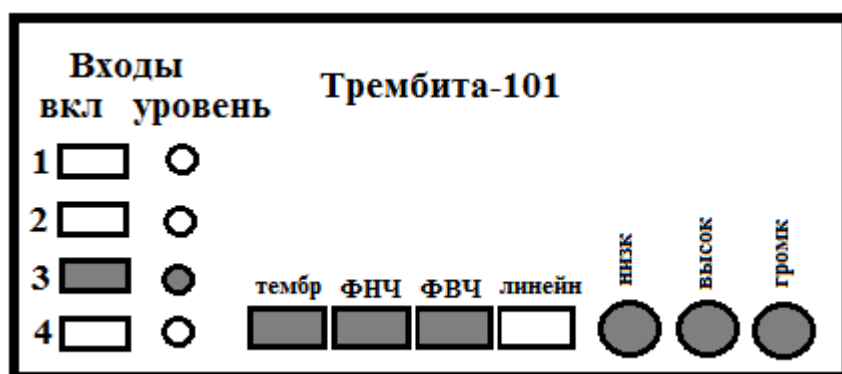 Входы
вкл уровень
Трембита-101
1
2
3
4
тембр ФНЧ ФВЧ линейн
низк
высок
громк